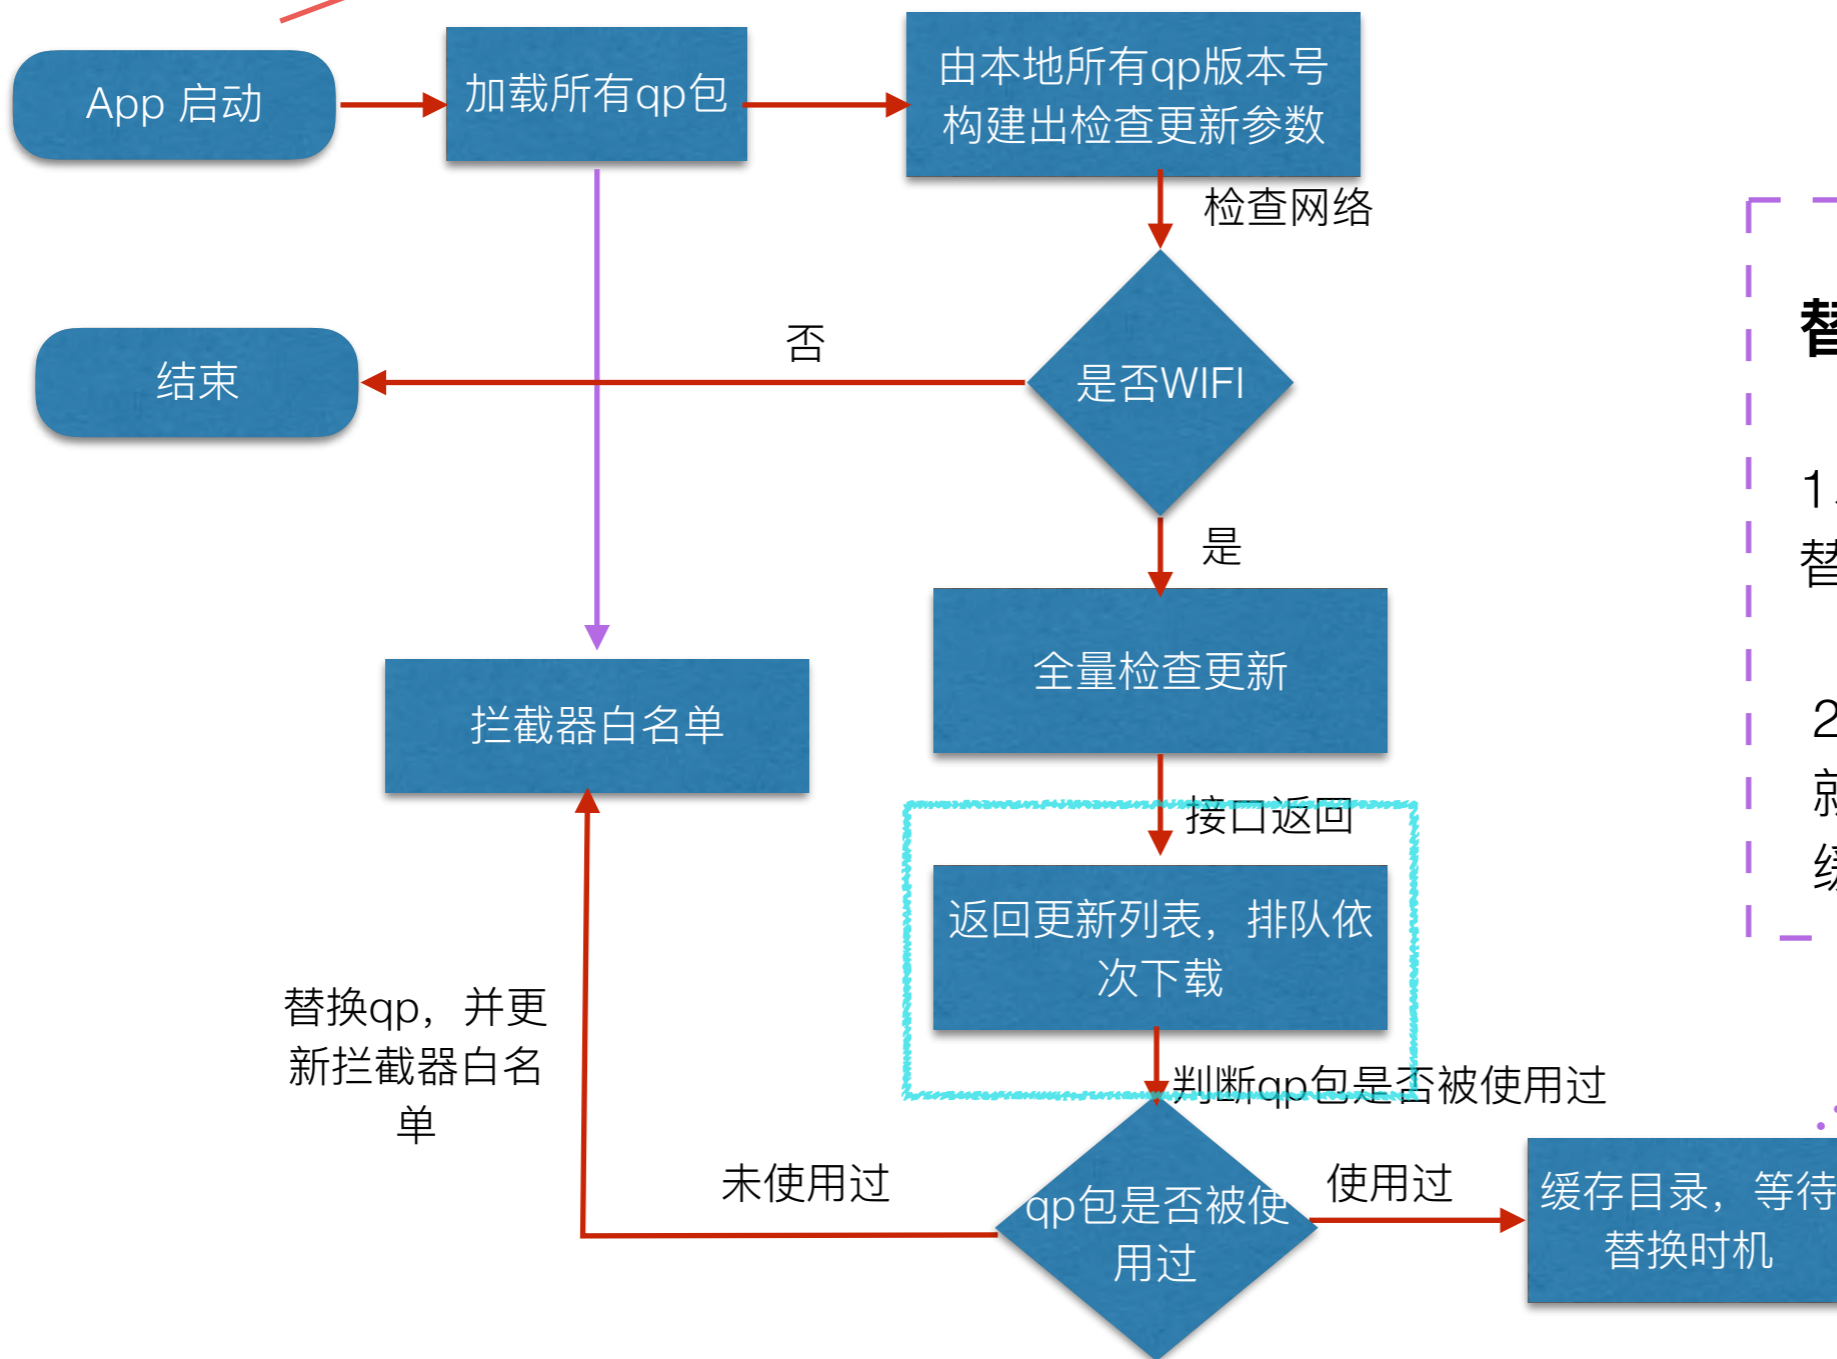 App 启动
加载所有qp包
由本地所有qp版本号
构建出检查更新参数
检查网络
否
结束
是否WIFI
是
全量检查更新
拦截器白名单
接口返回
返回更新列表，排队依
次下载
替换qp，并更
新拦截器白名
单
判断qp包是否被使用过
未使用过
qp包是否被使
用过
使用过
缓存目录，等待
替换时机
替
1、
替
2